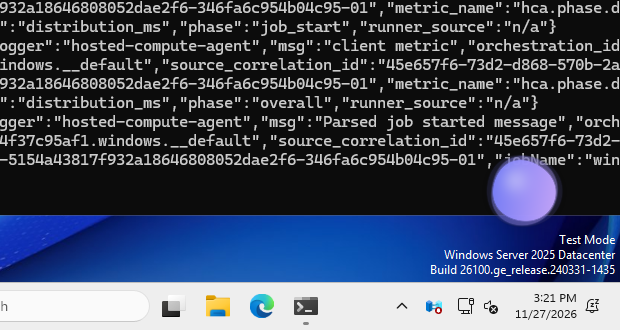 932a18646808052dae2f6-346fa6c954b04c95-01","metric_name":"hca.phase.d
":"distribution_ms","phase":"job_start","runner_source":"n/a"}
ogger":"hosted-compute-agent","msg":"client metric","orchestration_id
indows.__default","source_correlation_id":"45e657f6-73d2-d868-570b-2a
932a18646808052dae2f6-346fa6c954b04c95-01","metric_name":"hca.phase.d
":"distribution_ms","phase":"overall","runner_source":"n/a"}
gger":"hosted-compute-agent","msg":"Parsed job started message","orch
4f37c95af1.windows.__default","source_correlation_id":"45e657f6-73d2-
-5154a43817f932a18646808052dae2f6-346fa6c954b04c95-01","jobName":"win
Test Mode
Windows Server 2025 Datacenter
Build 26100.ge_release.240331-1435
h
3:21 PM
11/27/2026